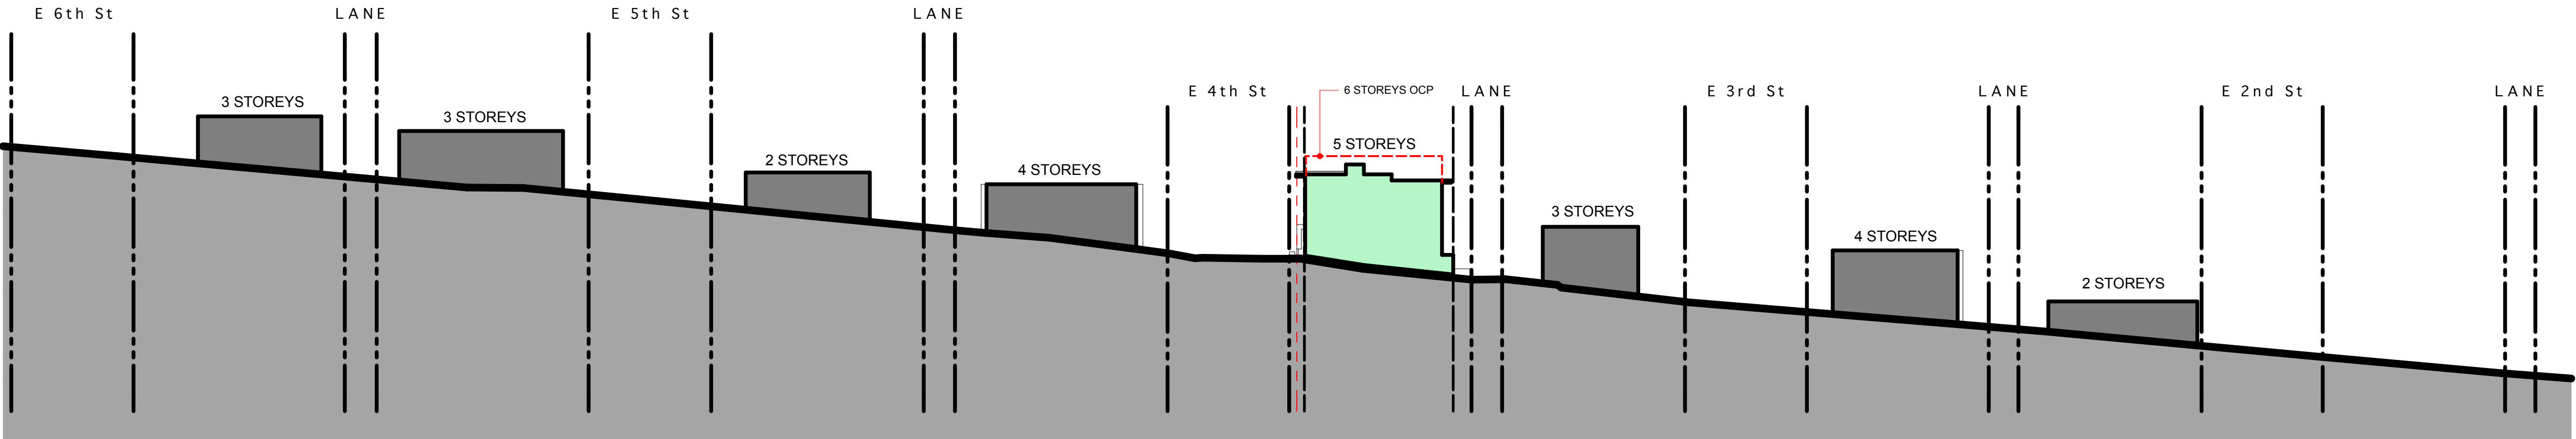 E 6th St
LANE
E 5th St
LANE
E 4th St
6 STOREYS OCP
LANE
E 3rd St
LANE
E 2nd St
LANE
3 STOREYS
3 STOREYS
2 STOREYS
4 STOREYS
5 STOREYS
3 STOREYS
4 STOREYS
2 STOREYS